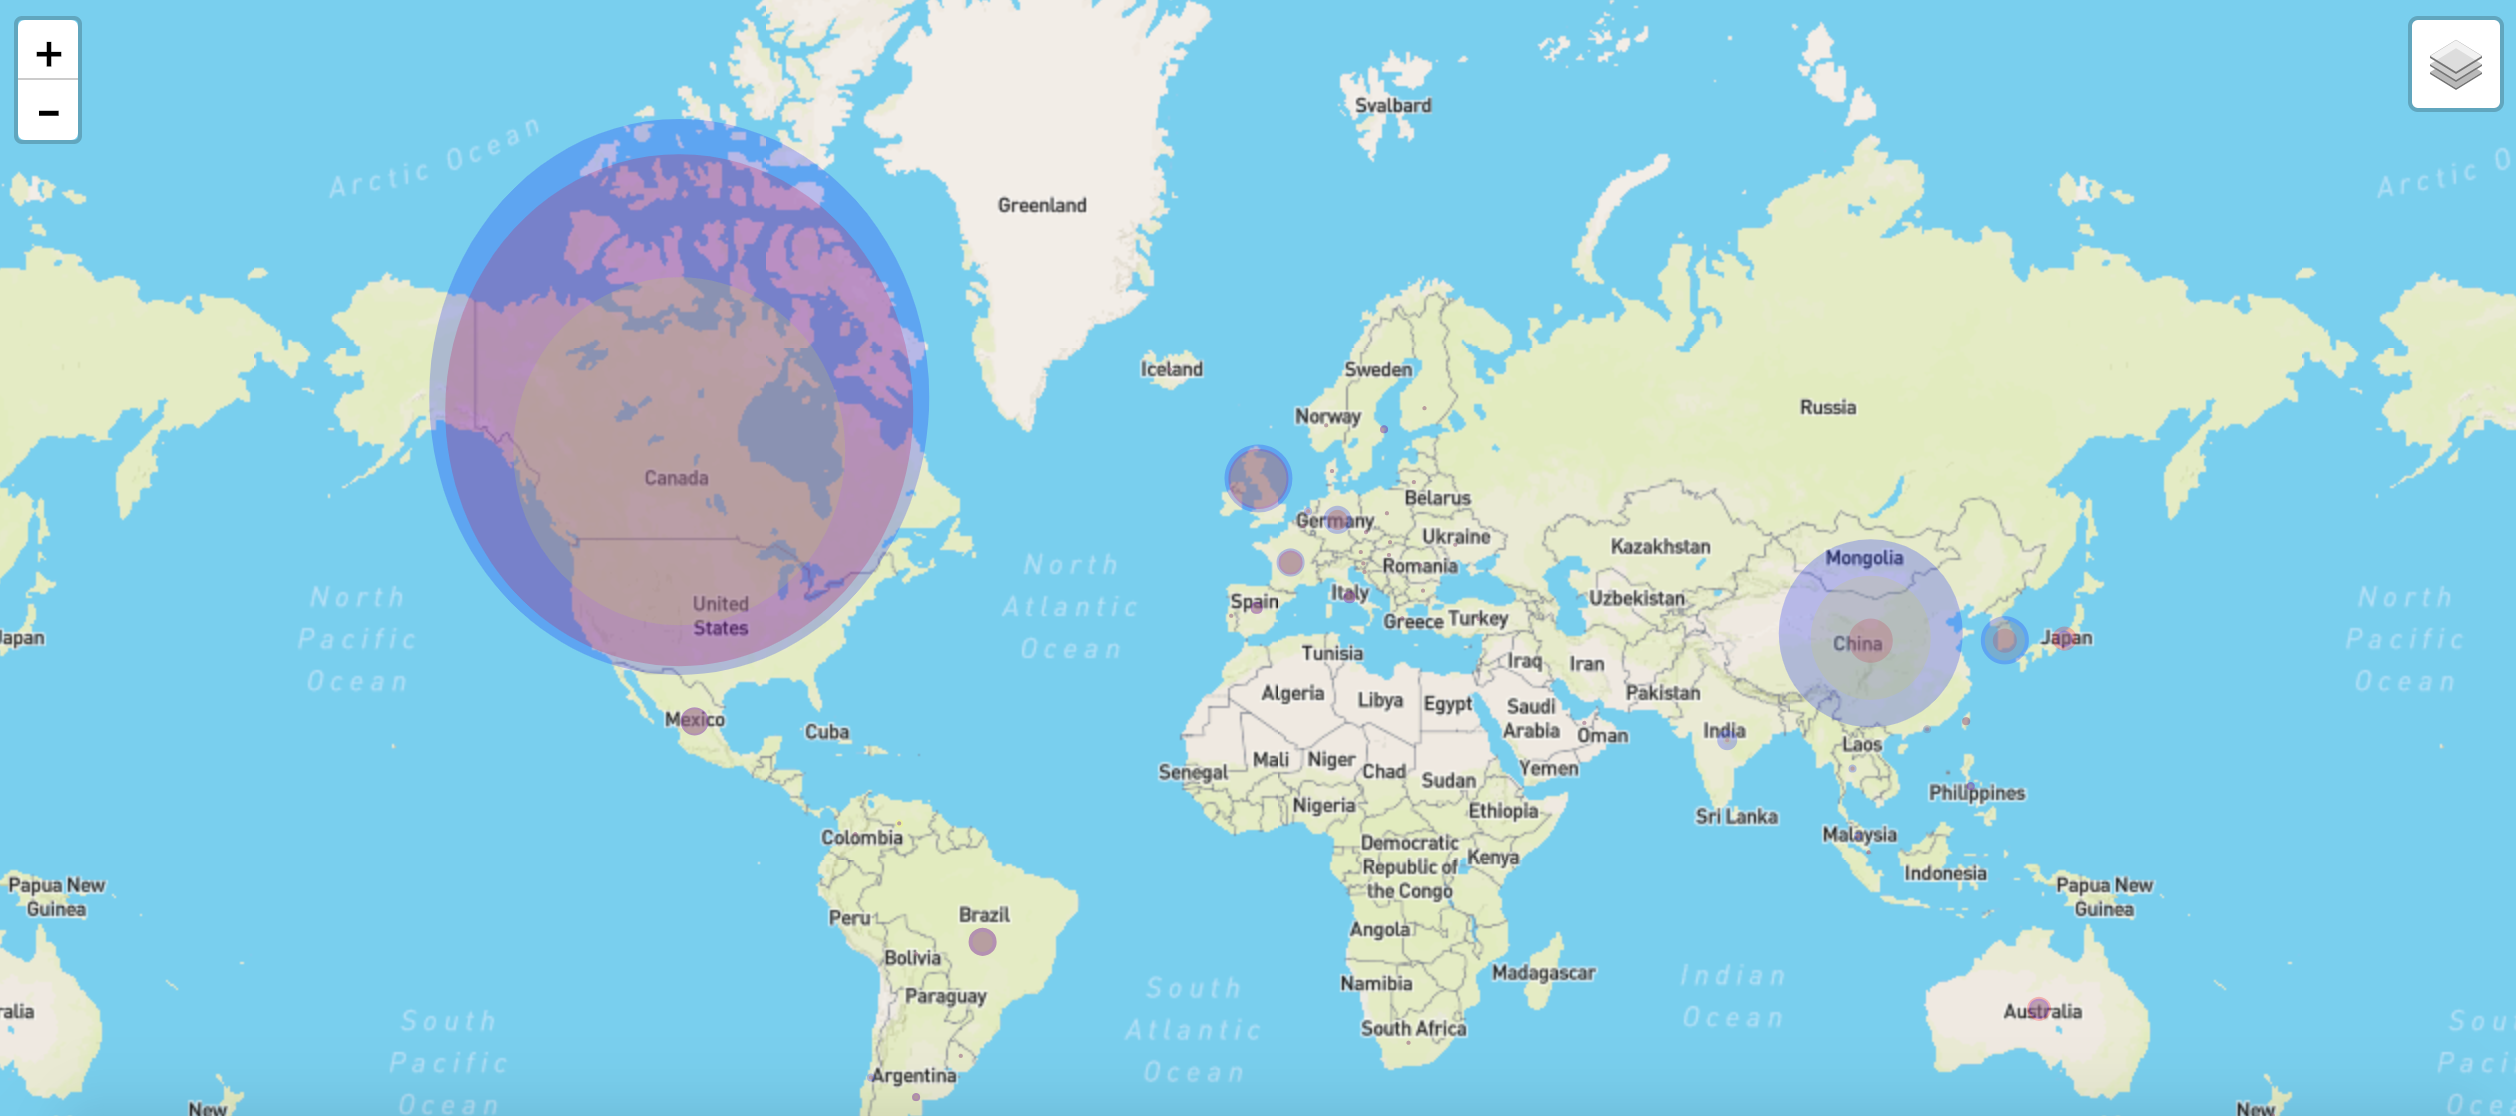 +
−
Arctic Ocean
Svalbard
Arctic O
Greenland
Iceland
Sweden
Norway
Russia
Canada
Belarus
Germany
Ukraine
Kazakhstan
Mongolia
Romania
North
Pacific
Ocean
North
Atlantic
Ocean
Spain
Italy
Greece
Turkey
Uzbekistan
China
Japan
North
Pacific
Ocean
apan
United
States
Tunisia
Iraq
Iran
Algeria
Libya
Egypt
Pakistan
Saudi
Arabia
Oman
India
Mexico
Cuba
Laos
Senegal
Mali
Niger
Chad
Sudan
Yemen
Nigeria
Ethiopia
Sri Lanka
Philippines
Colombia
Malaysia
Democratic
Republic of
the Congo
Kenya
Indonesia
Papua New
Guinea
Papua New
Guinea
Peru
Brazil
Angola
Bolivia
Namibia
Madagascar
Indian
Ocean
Paraguay
South
Atlantic
Ocean
ralia
Australia
South
Pacific
Ocean
South Africa
Sou
Paci
Oce
Argentina
New
New